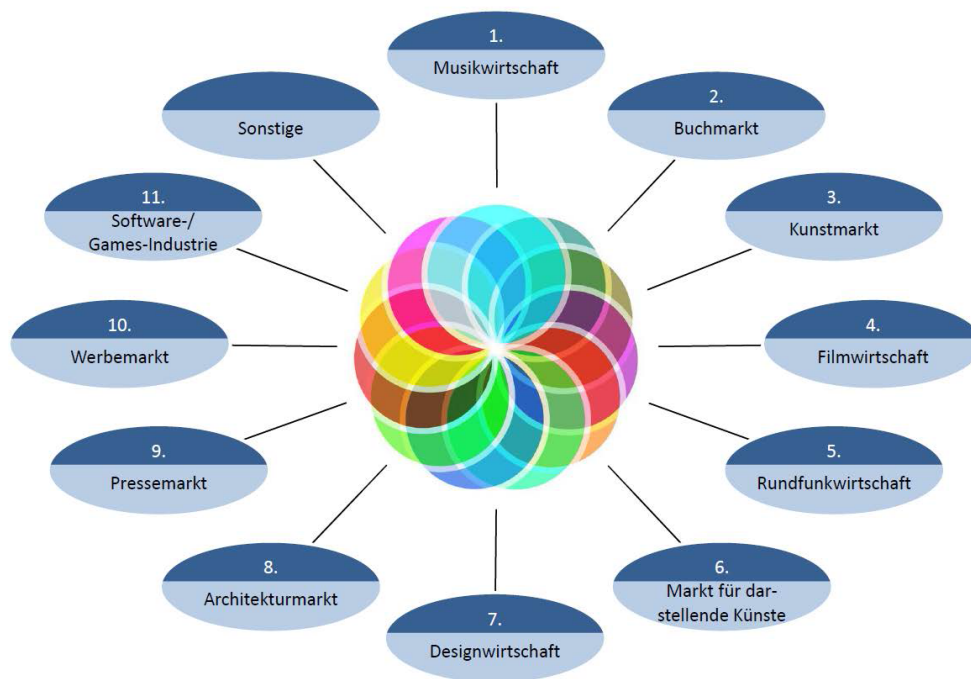 1.
Musikwirtschaft
2.
Buchmarkt
3.
Kunstmarkt
4.
Filmwirtschaft
5.
Rundfunkwirtschaft
6.
Markt für dar-
stellende Künste
7.
Designwirtschaft
8.
Architekturmarkt
9.
Pressemarkt
10.
Werbemarkt
11.
Software-/
Games-Industrie
Sonstige